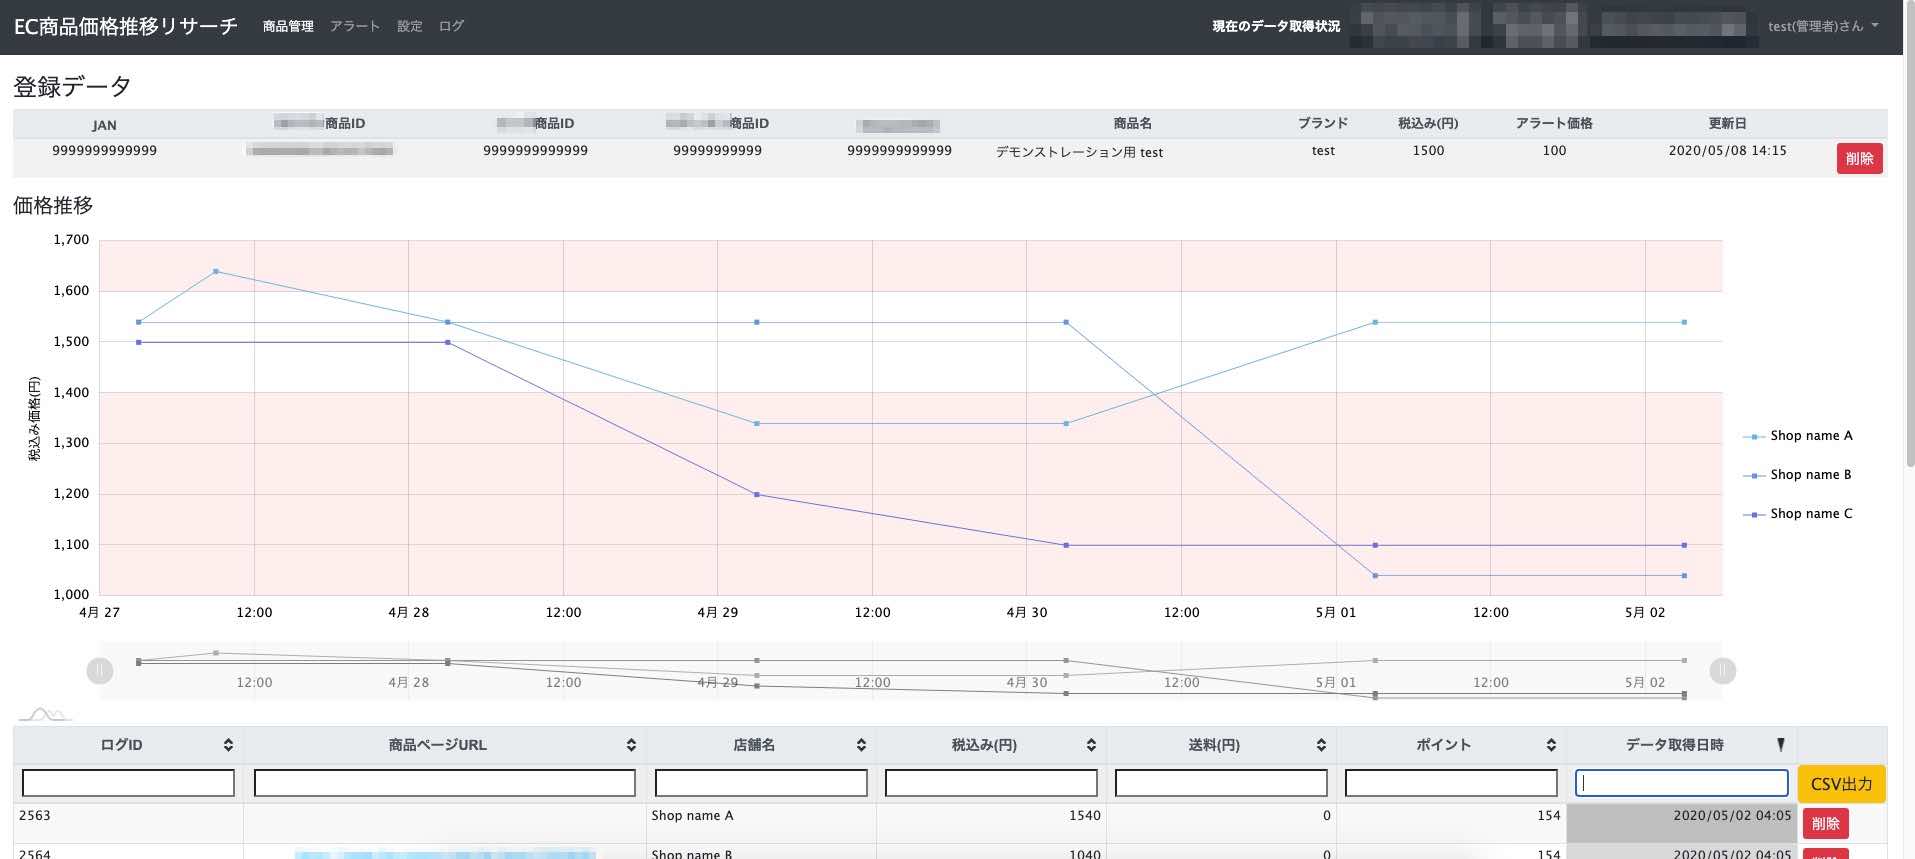 EC商品価格推移リサーチ 商品管理 アラート 設定 ログ 現在のデータ取得状況 test(管理者)さん
登録データ
JAN 商品ID 商品ID 商品ID 商品名 ブランド 税込み(円) アラート価格 更新日
9999999999999 9999999999999 99999999999 9999999999999 デモンストレーション用 test test 1500 100 2020/05/08 14:15 削除
価格推移
1,700
1,600
1,500
1,400
1,300
1,200
1,100
1,000
税込み価格(円)
Shop name A
Shop name B
Shop name C
4月 27 12:00 4月 28 12:00 4月 29 12:00 4月 30 12:00 5月 01 12:00 5月 02
12:00 4月 28 12:00 4月 29 12:00 4月 30 12:00 5月 01 12:00 5月 02
ログID 商品ページURL 店舗名 税込み(円) 送料(円) ポイント データ取得日時
CSV出力
2563 Shop name A 1540 0 154 2020/05/02 04:05 削除
2564 Shop name B 1040 0 154 2020/05/02 04:05